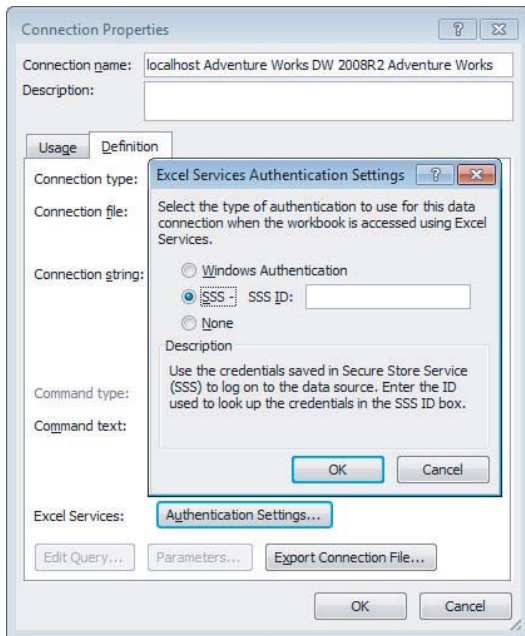 Connection Properties
Connection name: localhost Adventure Works DW 2008R2 Adventure Works
Description:
Usage Definition
Connection type:
Connection file:
Connection string:
Command type:
Command text:
Excel Services Authentication Settings
Select the type of authentication to use for this data
connection when the workbook is accessed using Excel
Services.
Windows Authentication
SSS - SSS ID:
None
Description
Use the credentials saved in Secure Store Service
(SSS) to log on to the data source. Enter the ID
used to look up the credentials in the SSS ID box.
OK Cancel
Excel Services: Authentication Settings...
Edit Query... Parameters... Export Connection File...
OK Cancel